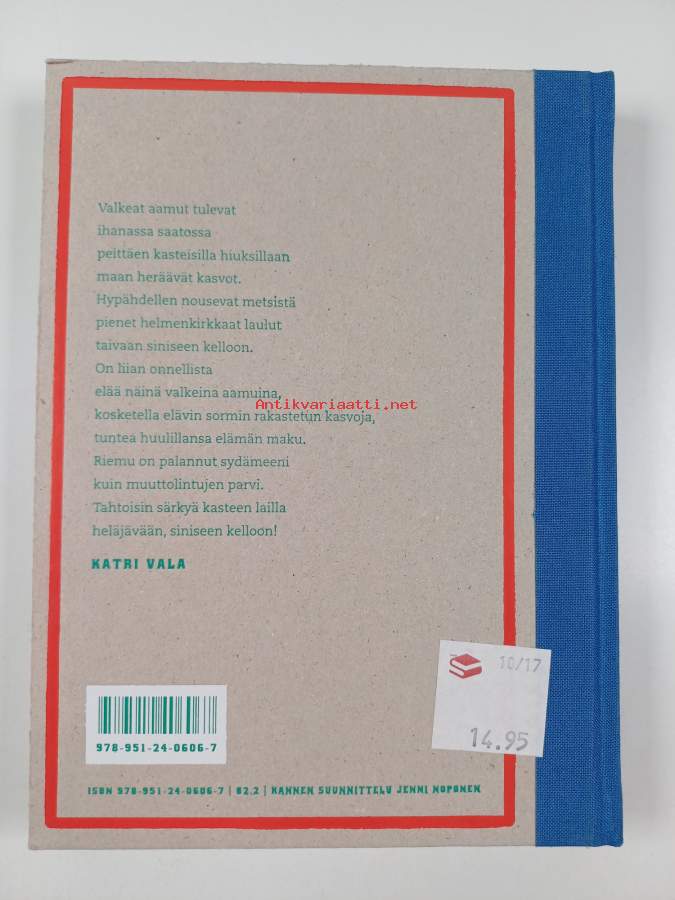 Valkeat aamut tulevat
ihanassa saatossa
peittäen kasteisilla hiuksillaan
maan heräävät kasvot.
Hypähdellen nousevat metsistä
pienet helmenkirkkaat laulut
taivaan siniseen kelloon.
On liian onnellista
elää näinä valkeina aamuina,
Antikvariaatti.net
kosketella elävin sormin rakastetun kasvoja,
tuntea huulillansa elämän maku.
Riemu on palannut sydämeeni
kuin muuttolintujen parvi.
Tahtoisin särkyä kasteen lailla
heläjävään, siniseen kelloon!
KATRI VALA
10/17
14.95
978-951-24-0606-7
ISBN 978-951-24-0606-7 | 82.2 | KANNEN SUUNNITTELU JENNI NOPONEN